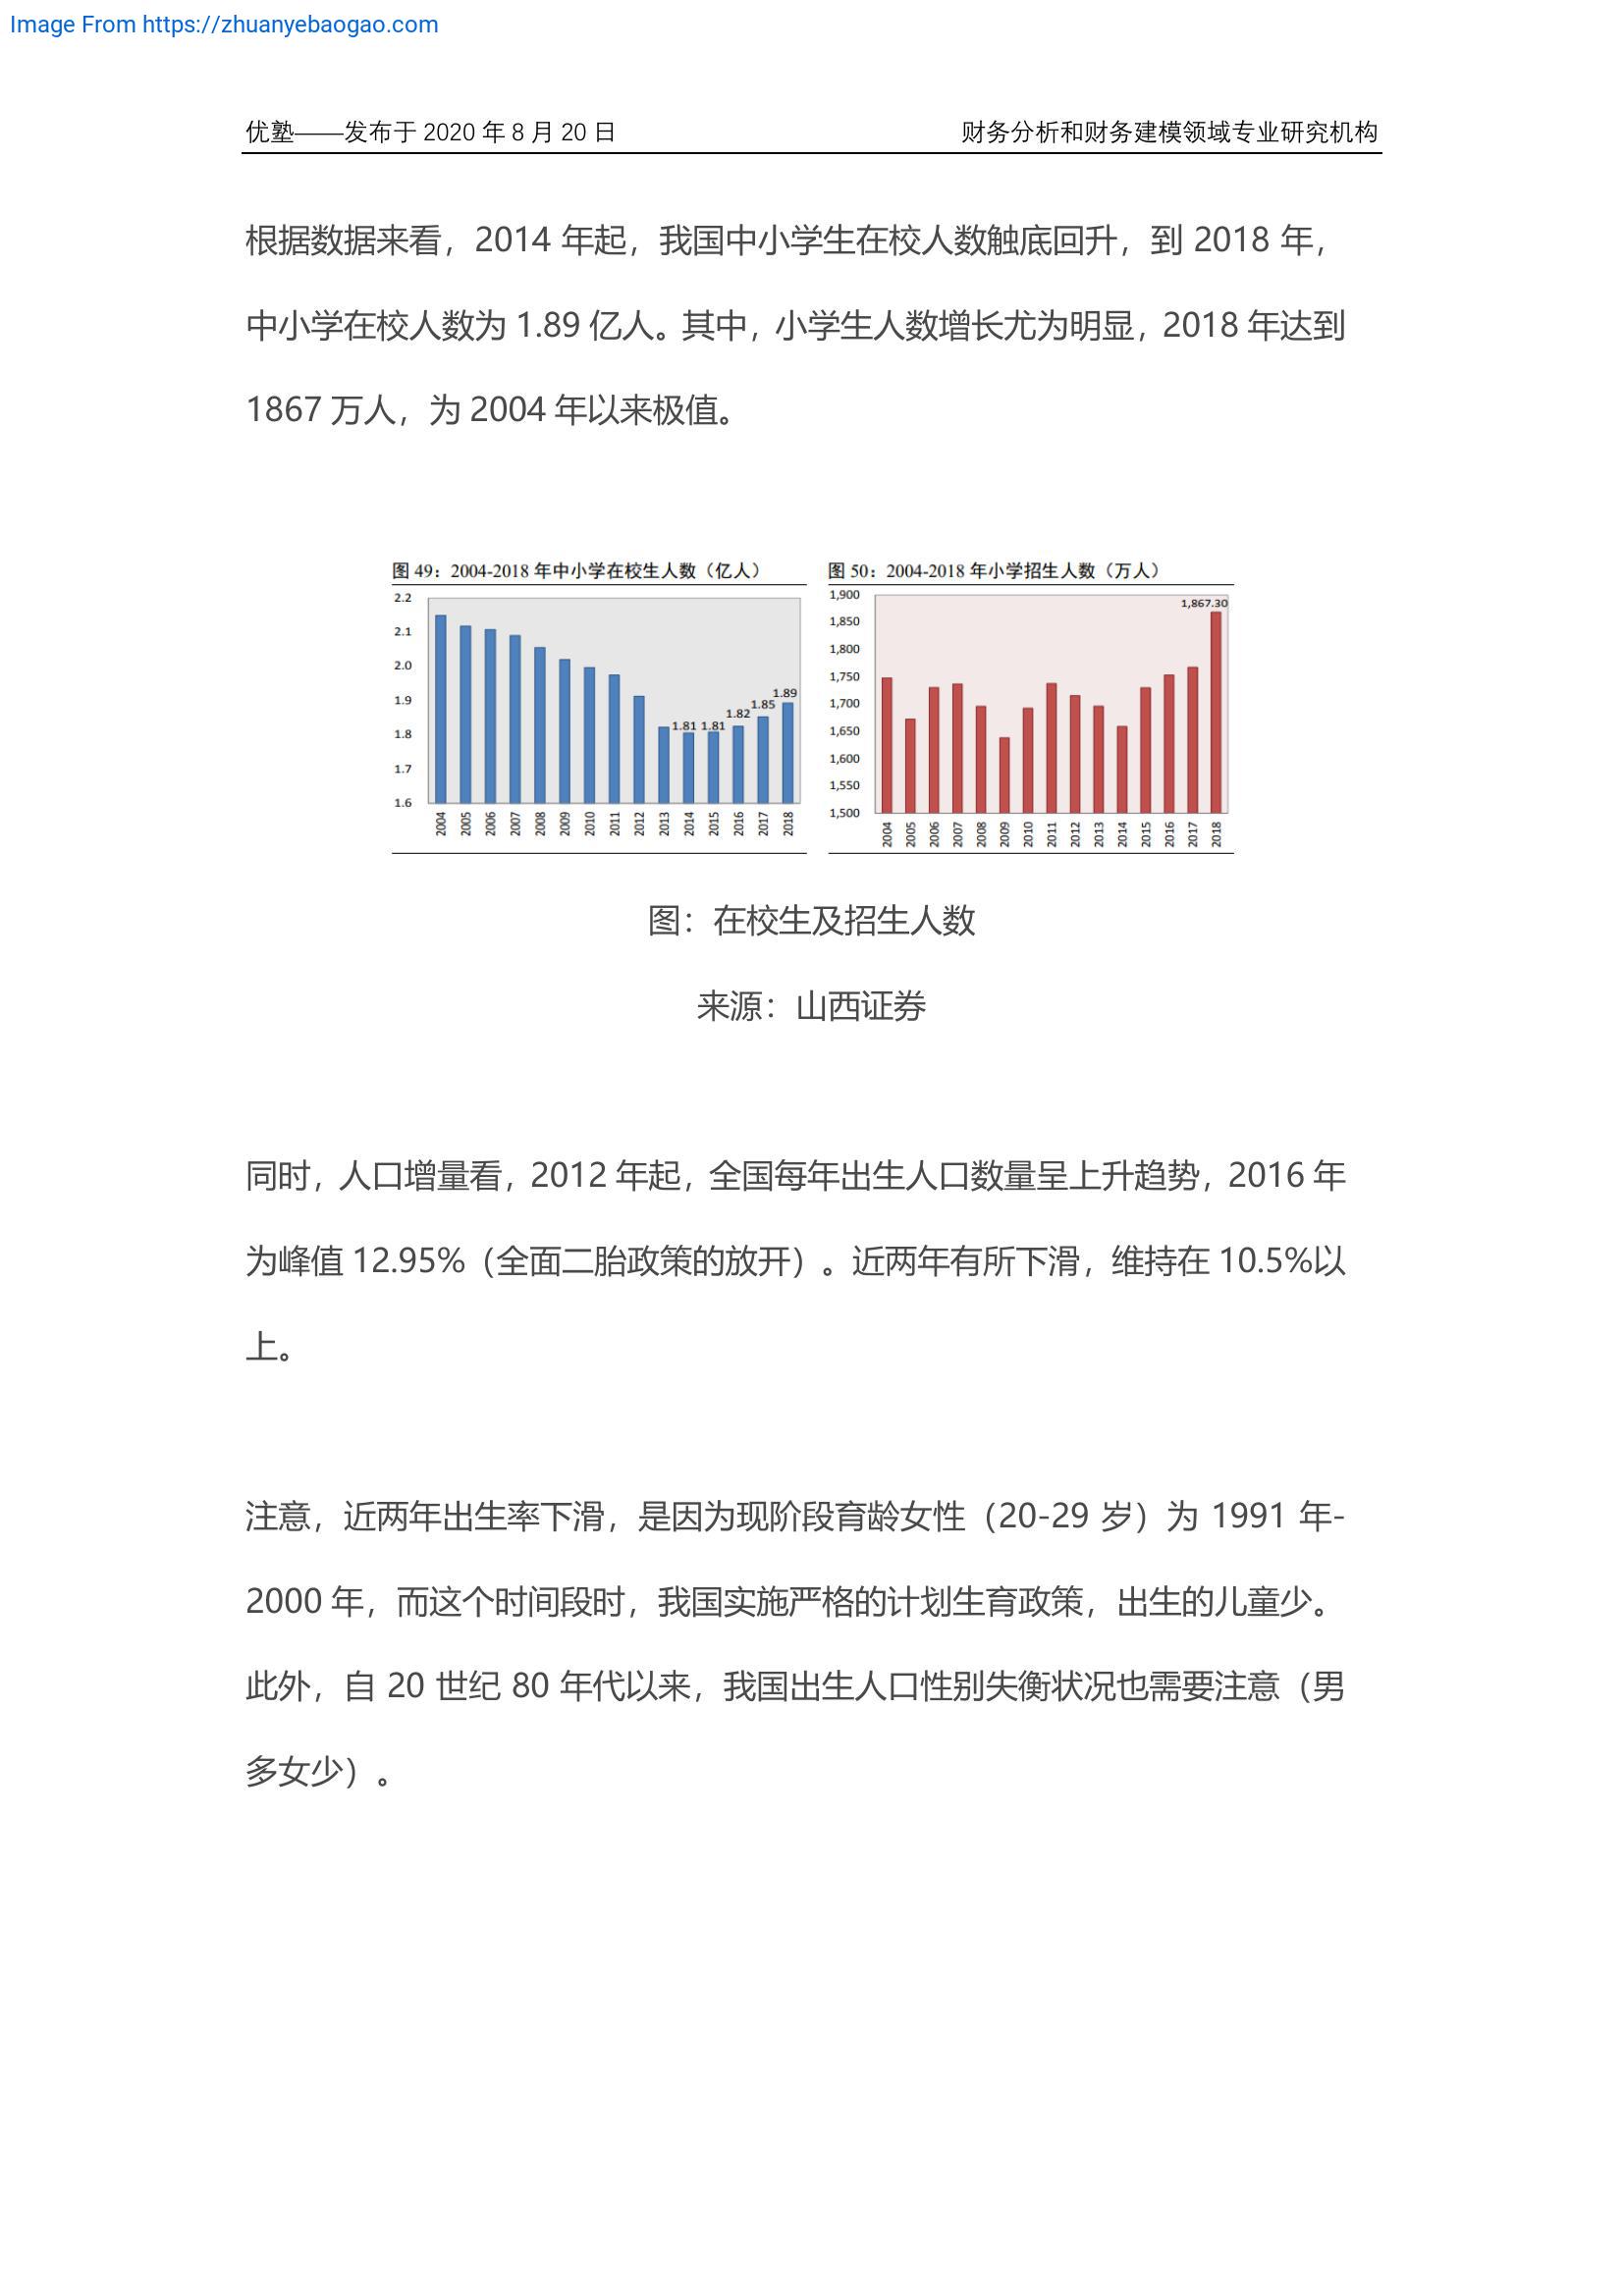 Image From https://zhuanyebaogao.com
优塾——发布于 2020 年 8 月 20 日 财务分析和财务建模领域专业研究机构
根据数据来看，2014 年起，我国中小学生在校人数触底回升，到 2018 年，
中小学在校人数为 1.89 亿人。其中，小学生人数增长尤为明显，2018 年达到
1867 万人，为 2004 年以来极值。
图 49：2004-2018 年中小学在校生人数（亿人）
2.2
2.1
2.0
1.9
1.8
1.7
1.6
1.81 1.81 1.82 1.85 1.89
2004 2005 2006 2007 2008 2009 2010 2011 2012 2013 2014 2015 2016 2017 2018
图 50：2004-2018 年小学招生人数（万人）
1,900
1,850
1,800
1,750
1,700
1,650
1,600
1,550
1,500
1,867.30
2004 2005 2006 2007 2008 2009 2010 2011 2012 2013 2014 2015 2016 2017 2018
图：在校生及招生人数
来源：山西证券
同时，人口增量看，2012 年起，全国每年出生人口数量呈上升趋势，2016 年
为峰值 12.95%（全面二胎政策的放开）。近两年有所下滑，维持在 10.5%以
上。
注意，近两年出生率下滑，是因为现阶段育龄女性（20-29 岁）为 1991 年-
2000 年，而这个时间段时，我国实施严格的计划生育政策，出生的儿童少。
此外，自 20 世纪 80 年代以来，我国出生人口性别失衡状况也需要注意（男
多女少）。